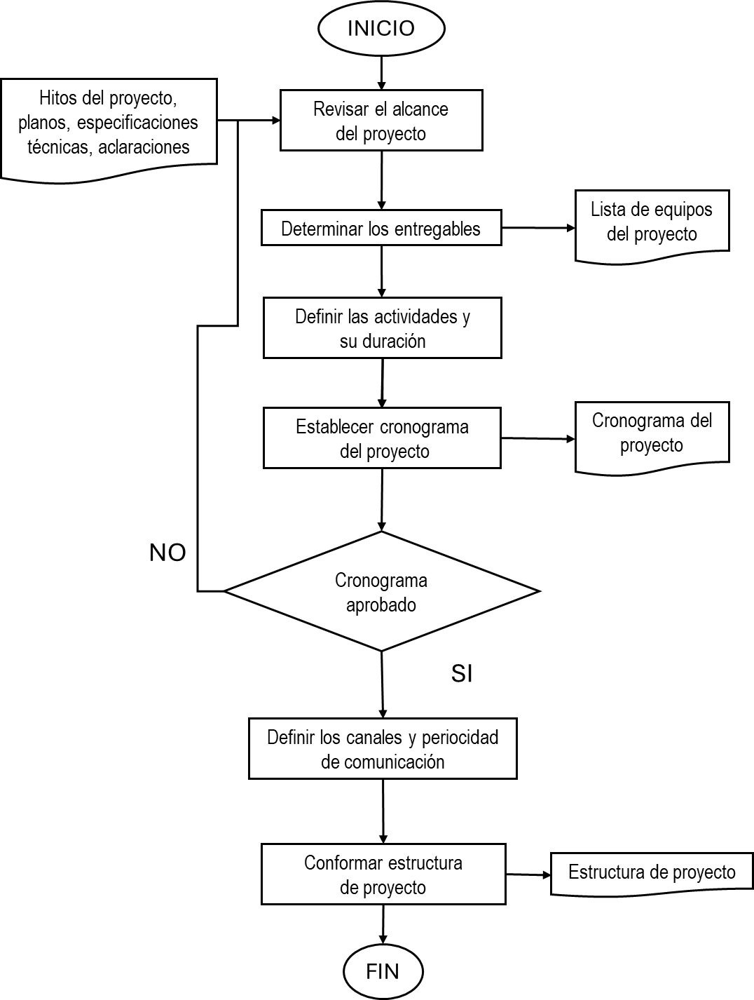 INICIO
Hitos del proyecto,
planos, especificaciones
técnicas, aclaraciones
Revisar el alcance
del proyecto
Determinar los entregables
Lista de equipos
del proyecto
Definir las actividades y
su duración
Establecer cronograma
del proyecto
Cronograma del
proyecto
NO
Cronograma
aprobado
SI
Definir los canales y periocidad
de comunicación
Conformar estructura
de proyecto
Estructura de proyecto
FIN